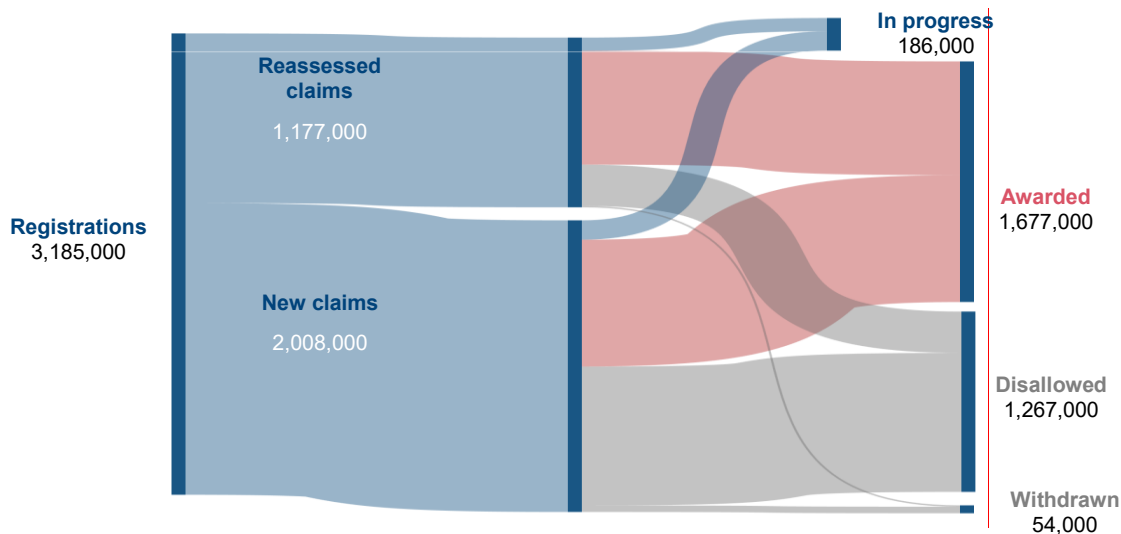 Registrations
3,185,000
Reassessed
claims
1,177,000
New claims
2,008,000
In progress
186,000
Awarded
1,677,000
Disallowed
1,267,000
Withdrawn
54,000